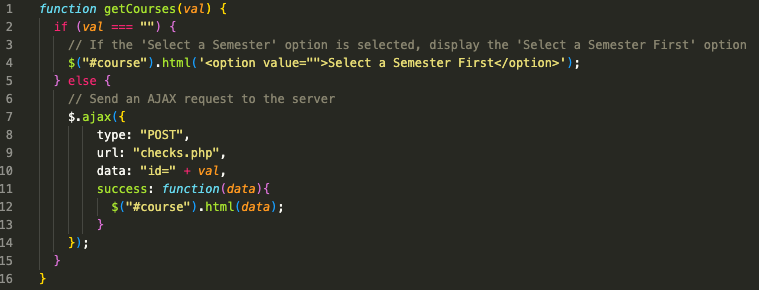 1 function getCourses(val) {
2 if (val === "") {
3 // If the 'Select a Semester' option is selected, display the 'Select a Semester First' option
4 $("#course").html('<option value="">Select a Semester First</option>');
5 } else {
6 // Send an AJAX request to the server
7 $.ajax({
8 type: "POST",
9 url: "checks.php",
10 data: "id=" + val,
11 success: function(data){
12 $("#course").html(data);
13 }
14 });
15 }
16 }